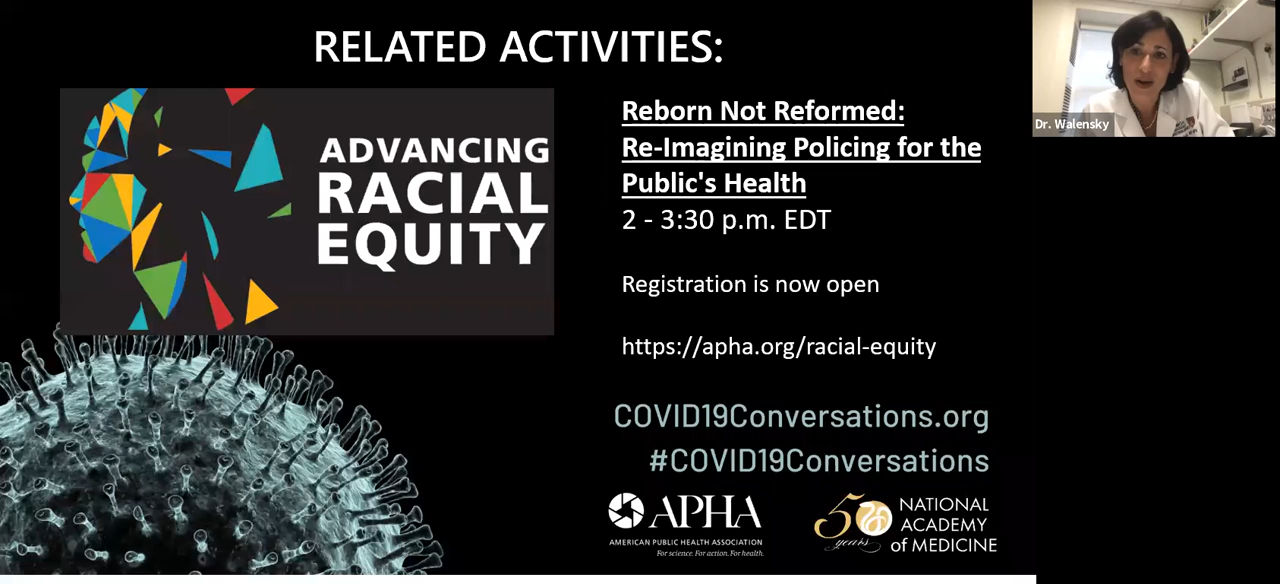 RELATED ACTIVITIES:
ADVANCING
RACIAL
EQUITY
Reborn Not Reformed:
Re-Imagining Policing for the
Public's Health
2 - 3:30 p.m. EDT
Registration is now open
https://apha.org/racial-equity
COVID19Conversations.org
#COVID19Conversations
APHA
AMERICAN PUBLIC HEALTH ASSOCIATION
For science. For action. For health.
50
years
NATIONAL
ACADEMY
of MEDICINE
Dr. Walensky